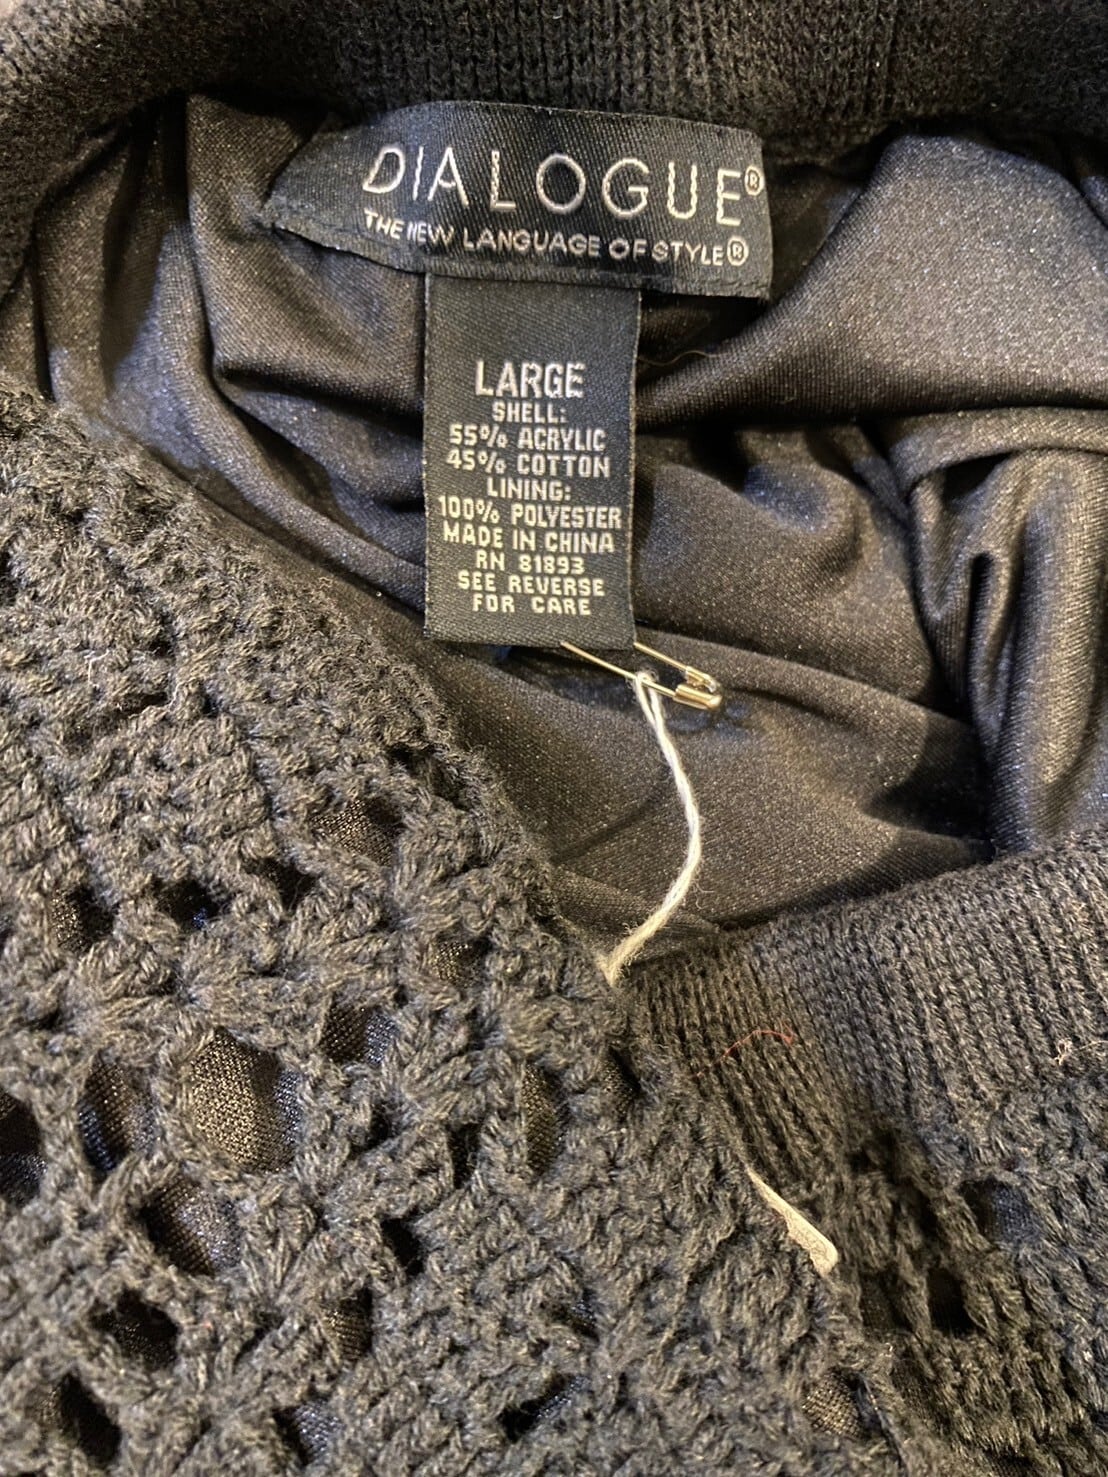 DIALOGUE®
THE NEW LANGUAGE OF STYLE®
LARGE
SHELL:
55% ACRYLIC
45% COTTON
LINING:
100% POLYESTER
MADE IN CHINA
RN 81893
SEE REVERSE
FOR CARE